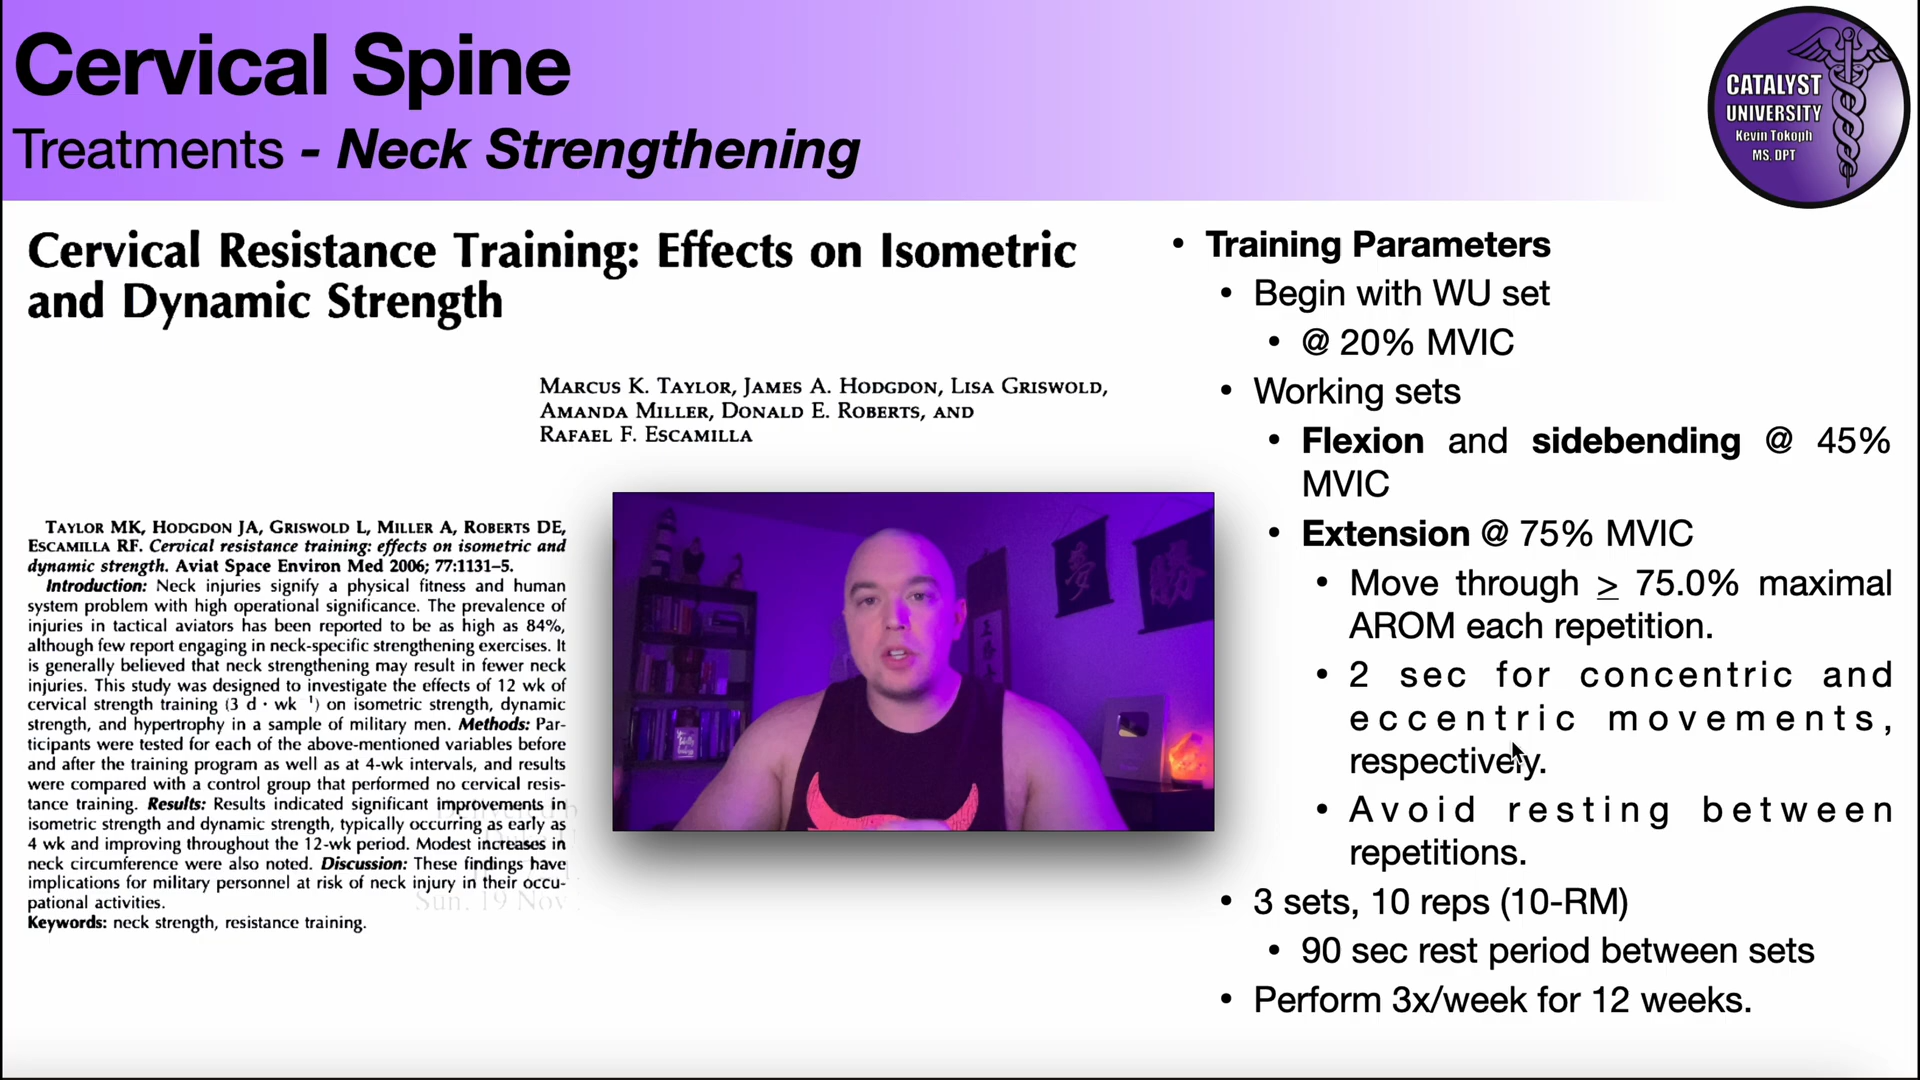 Cervical Spine
Treatments - Neck Strengthening
CATALYST
UNIVERSITY
Kevin Tokoph
MS, DPT
Cervical Resistance Training: Effects on Isometric
and Dynamic Strength
MARCUS K. TAYLOR, JAMES A. HODGDON, LISA GRISWOLD,
AMANDA MILLER, DONALD E. ROBERTS, AND
RAFAEL F. ESCAMILLA
TAYLOR MK, HODGDON JA, GRISWOLD L, MILLER A, ROBERTS DE,
ESCAMILLA RF. Cervical resistance training: effects on isometric and
dynamic strength. Aviat Space Environ Med 2006; 77:1131–5.
Introduction: Neck injuries signify a physical fitness and human
system problem with high operational significance. The prevalence of
injuries in tactical aviators has been reported to be as high as 84%,
although few report engaging in neck-specific strengthening exercises. It
is generally believed that neck strengthening may result in fewer neck
injuries. This study was designed to investigate the effects of 12 wk of
cervical strength training (3 d · wk ¹) on isometric strength, dynamic
strength, and hypertrophy in a sample of military men. Methods: Par-
ticipants were tested for each of the above-mentioned variables before
and after the training program as well as at 4-wk intervals, and results
were compared with a control group that performed no cervical resis-
tance training. Results: Results indicated significant improvements in
isometric strength and dynamic strength, typically occurring as early as
4 wk and improving throughout the 12-wk period. Modest increases in
neck circumference were also noted. Discussion: These findings have
implications for military personnel at risk of neck injury in their occu-
pational activities.
Keywords: neck strength, resistance training.
Sun, 19 Nov
• Training Parameters
• Begin with WU set
• @ 20% MVIC
• Working sets
• Flexion and sidebending @ 45%
MVIC
• Extension @ 75% MVIC
• Move through ≥ 75.0% maximal
AROM each repetition.
• 2 sec for concentric and
eccentric movements,
respectively.
• Avoid resting between
repetitions.
• 3 sets, 10 reps (10-RM)
• 90 sec rest period between sets
• Perform 3x/week for 12 weeks.